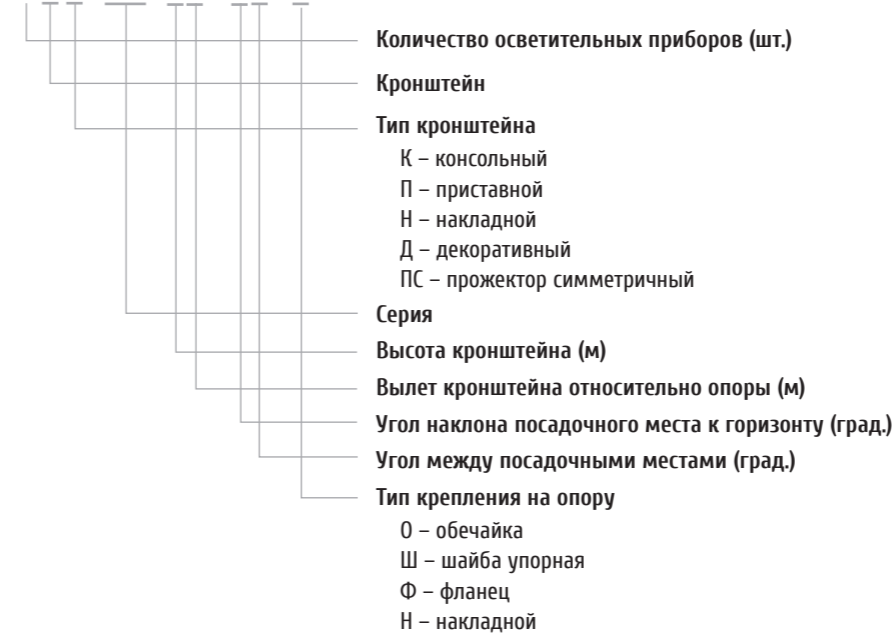 Количество осветительных приборов (шт.)
Кронштейн
Тип кронштейна
К – консольный
П – приставной
Н – накладной
Д – декоративный
ПС – прожектор симметричный
Серия
Высота кронштейна (м)
Вылет кронштейна относительно опоры (м)
Угол наклона посадочного места к горизонту (град.)
Угол между посадочными местами (град.)
Тип крепления на опору
О – обечайка
Ш – шайба упорная
Ф – фланец
Н – накладной